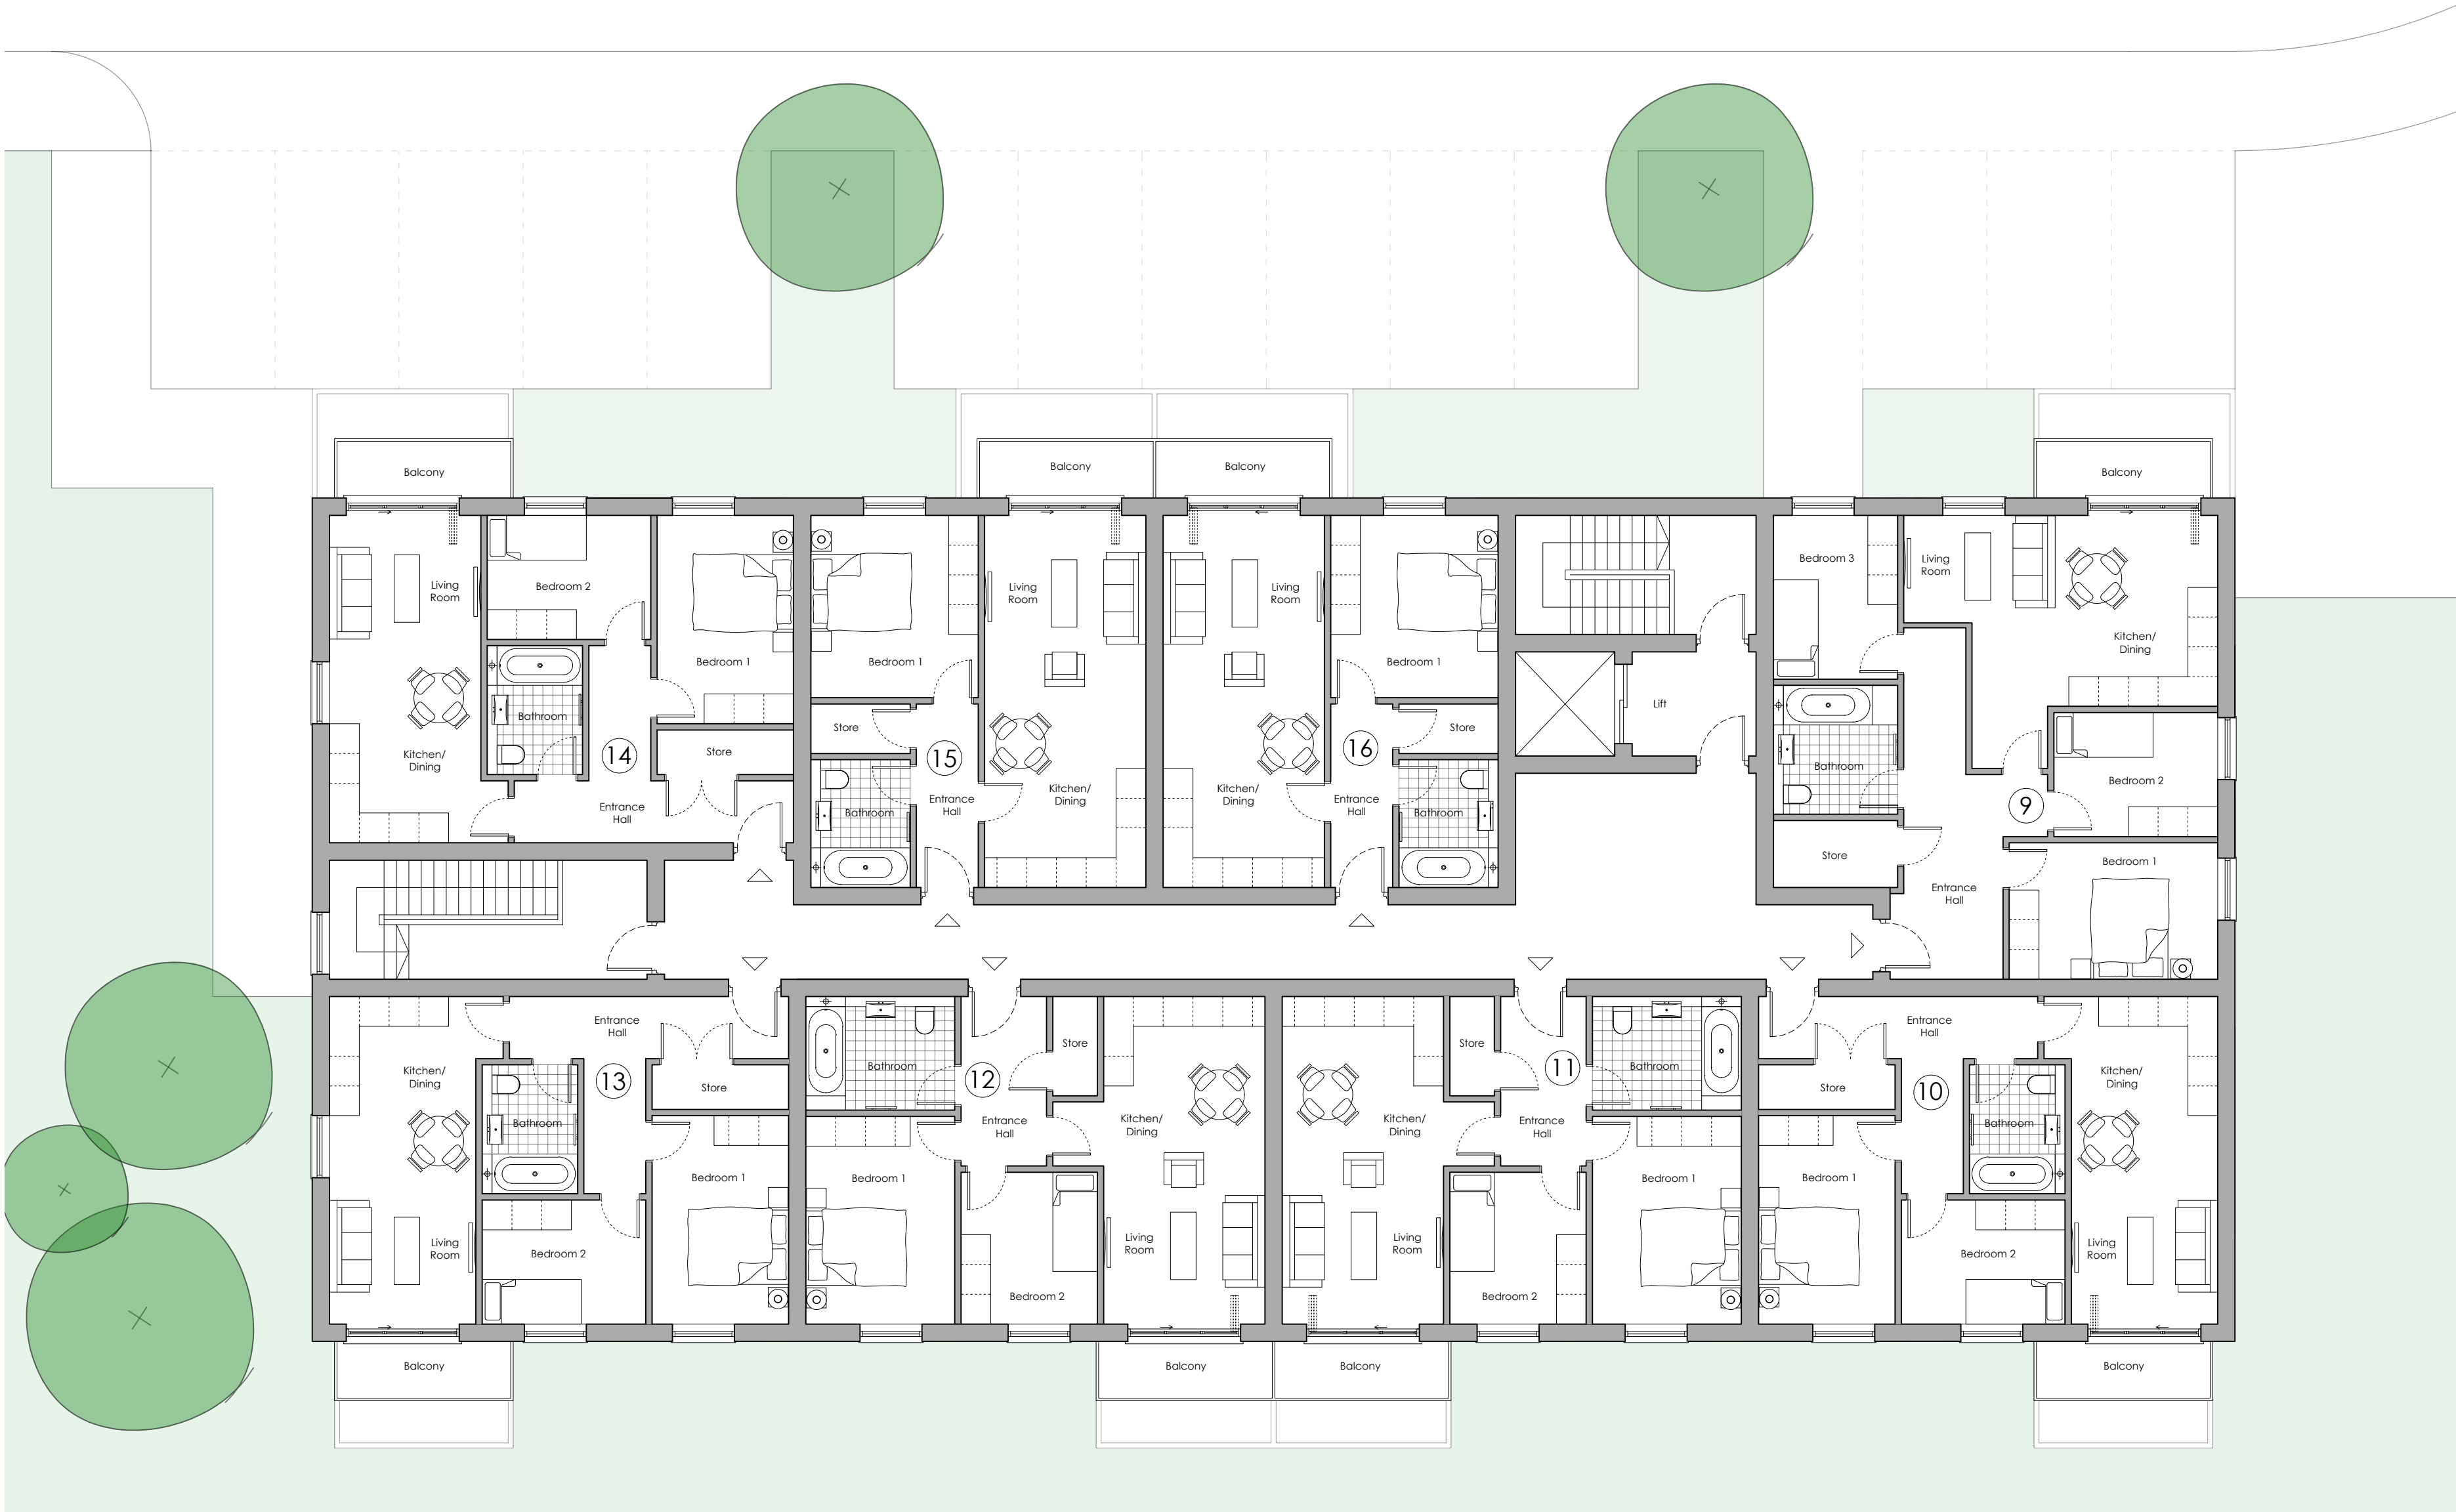 Balcony
Balcony
Balcony
Balcony
Living
Room
Kitchen/
Dining
Bedroom 2
Bathroom
14
Bedroom 1
Store
Entrance
Hall
Bedroom 1
Store
15
Bathroom
Entrance
Hall
Living
Room
Kitchen/
Dining
Living
Room
Kitchen/
Dining
Bedroom 1
16
Store
Entrance
Hall
Bathroom
Lift
Bedroom 3
Living
Room
Kitchen/
Dining
Bathroom
Bedroom 2
9
Store
Bedroom 1
Entrance
Hall
Kitchen/
Dining
Entrance
Hall
13
Store
Bathroom
Living
Room
Bedroom 2
Bedroom 1
Bathroom
12
Store
Entrance
Hall
Kitchen/
Dining
Bedroom 1
Bedroom 2
Living
Room
Store
11
Bathroom
Kitchen/
Dining
Entrance
Hall
Living
Room
Bedroom 2
Bedroom 1
Entrance
Hall
Store
10
Kitchen/
Dining
Bathroom
Bedroom 1
Bedroom 2
Living
Room
Balcony
Balcony
Balcony
Balcony